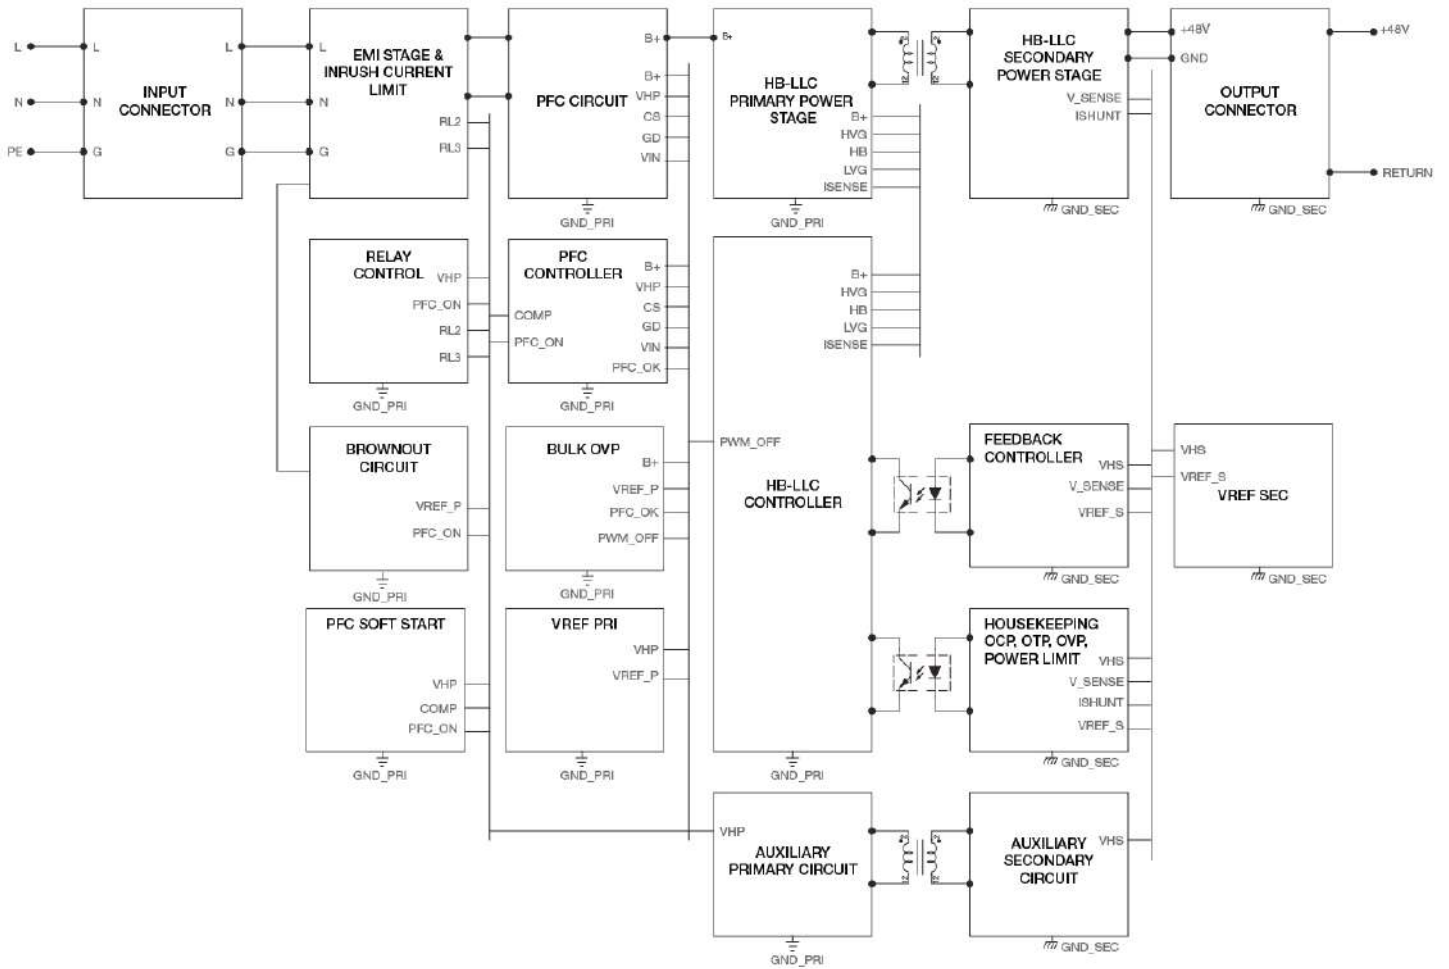 L
N
PE
L
N
G
INPUT
CONNECTOR
L
N
G
L
N
G
EMI STAGE &
INRUSH CURRENT
LIMIT
RL2
RL3
PFC CIRCUIT
B+
B+
VHP
CS
GD
VIN
GND_PRI
B+
HB-LLC
PRIMARY POWER
STAGE
B+
HVG
HB
LVG
ISENSE
GND_PRI
HB-LLC
SECONDARY
POWER STAGE
V_SENSE
ISHUNT
GND_SEC
+48V
GND
OUTPUT
CONNECTOR
GND_SEC
+48V
RETURN
RELAY
CONTROL
VHP
PFC_ON
RL2
RL3
GND_PRI
PFC
CONTROLLER
COMP
PFC_ON
B+
VHP
CS
GD
VIN
PFC_OK
GND_PRI
B+
HVG
HB
LVG
ISENSE
PWM_OFF
HB-LLC
CONTROLLER
GND_PRI
BROWNOUT
CIRCUIT
VREF_P
PFC_ON
GND_PRI
BULK OVP
B+
VREF_P
PFC_OK
PWM_OFF
GND_PRI
FEEDBACK
CONTROLLER
VHS
V_SENSE
VREF_S
GND_SEC
VHS
VREF_S
VREF SEC
GND_SEC
PFC SOFT START
VHP
COMP
PFC_ON
GND_PRI
VREF PRI
VHP
VREF_P
GND_PRI
HOUSEKEEPING
OCP, OTP, OVP,
POWER LIMIT
VHS
V_SENSE
ISHUNT
VREF_S
GND_SEC
VHP
AUXILIARY
PRIMARY CIRCUIT
GND_PRI
AUXILIARY
SECONDARY
CIRCUIT
VHS
GND_SEC